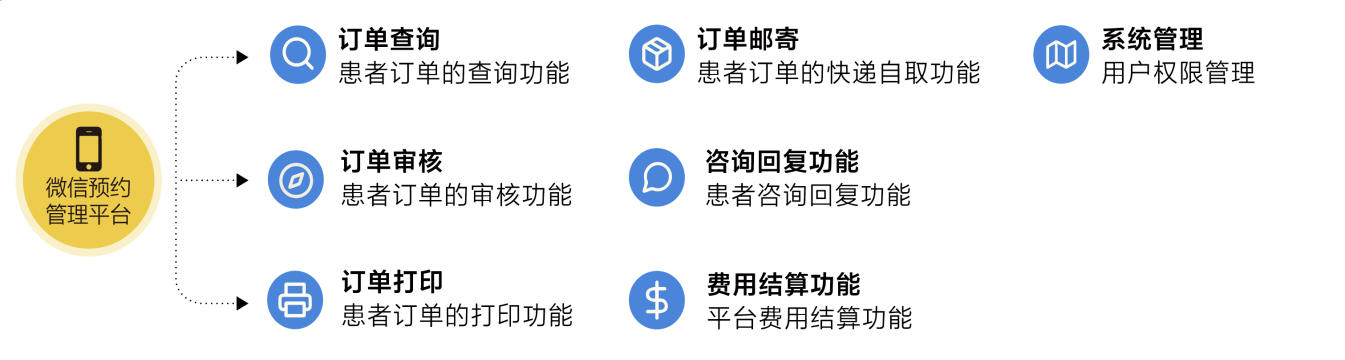 微信预约
管理平台
订单查询
患者订单的查询功能
订单邮寄
患者订单的快递自取功能
系统管理
用户权限管理
订单审核
患者订单的审核功能
咨询回复功能
患者咨询回复功能
订单打印
患者订单的打印功能
费用结算功能
平台费用结算功能